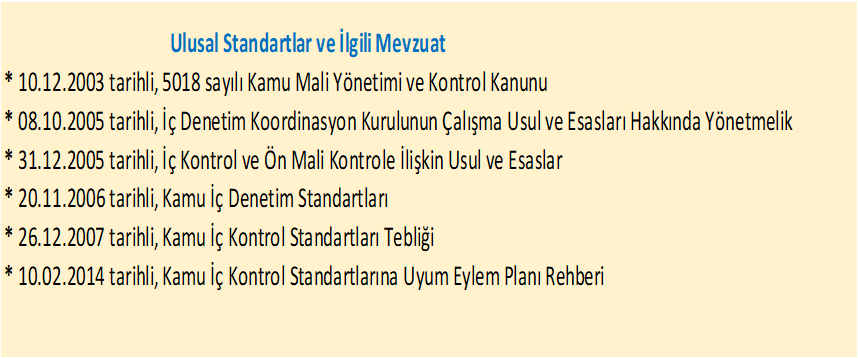 Ulusal Standartlar ve İlgili Mevzuat
* 10.12.2003 tarihli, 5018 sayılı Kamu Mali Yönetimi ve Kontrol Kanunu
* 08.10.2005 tarihli, İç Denetim Koordinasyon Kurulunun Çalışma Usul ve Esasları Hakkında Yönetmelik
* 31.12.2005 tarihli, İç Kontrol ve Ön Mali Kontrole İlişkin Usul ve Esaslar
* 20.11.2006 tarihli, Kamu İç Denetim Standartları
* 26.12.2007 tarihli, Kamu İç Kontrol Standartları Tebliği
* 10.02.2014 tarihli, Kamu İç Kontrol Standartlarına Uyum Eylem Planı Rehberi